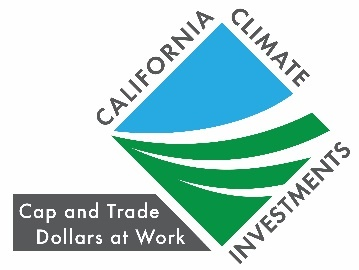 CALIFORNIA
CLIMATE
INVESTMENTS
Cap and Trade
Dollars at Work